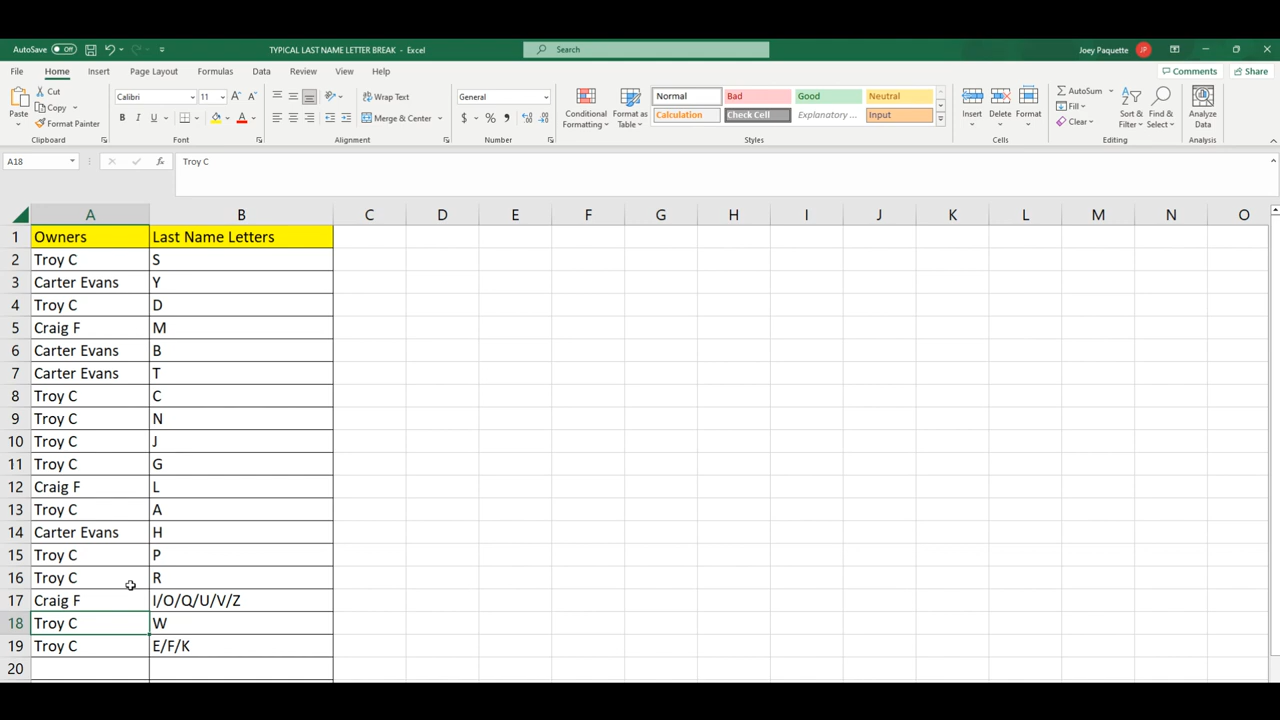 AutoSave Off TYPICAL LAST NAME LETTER BREAK - Excel Search Joey Paquette JP
File Home Insert Page Layout Formulas Data Review View Help Comments Share
Paste Cut Copy Format Painter Clipboard
Calibri 11 A A B I U A Font
Wrap Text Merge & Center Alignment
General $ % , Number
Conditional Formatting Format as Table Normal Bad Good Neutral Calculation Check Cell Explanatory ... Input Styles
Insert Delete Format Cells
AutoSum Fill Clear Sort & Filter Find & Select Editing
Analyze Data Analysis
A18 fx Troy C
A B C D E F G H I J K L M N O
1 Owners Last Name Letters
2 Troy C S
3 Carter Evans Y
4 Troy C D
5 Craig F M
6 Carter Evans B
7 Carter Evans T
8 Troy C C
9 Troy C N
10 Troy C J
11 Troy C G
12 Craig F L
13 Troy C A
14 Carter Evans H
15 Troy C P
16 Troy C R
17 Craig F I/O/Q/U/V/Z
18 Troy C W
19 Troy C E/F/K
20